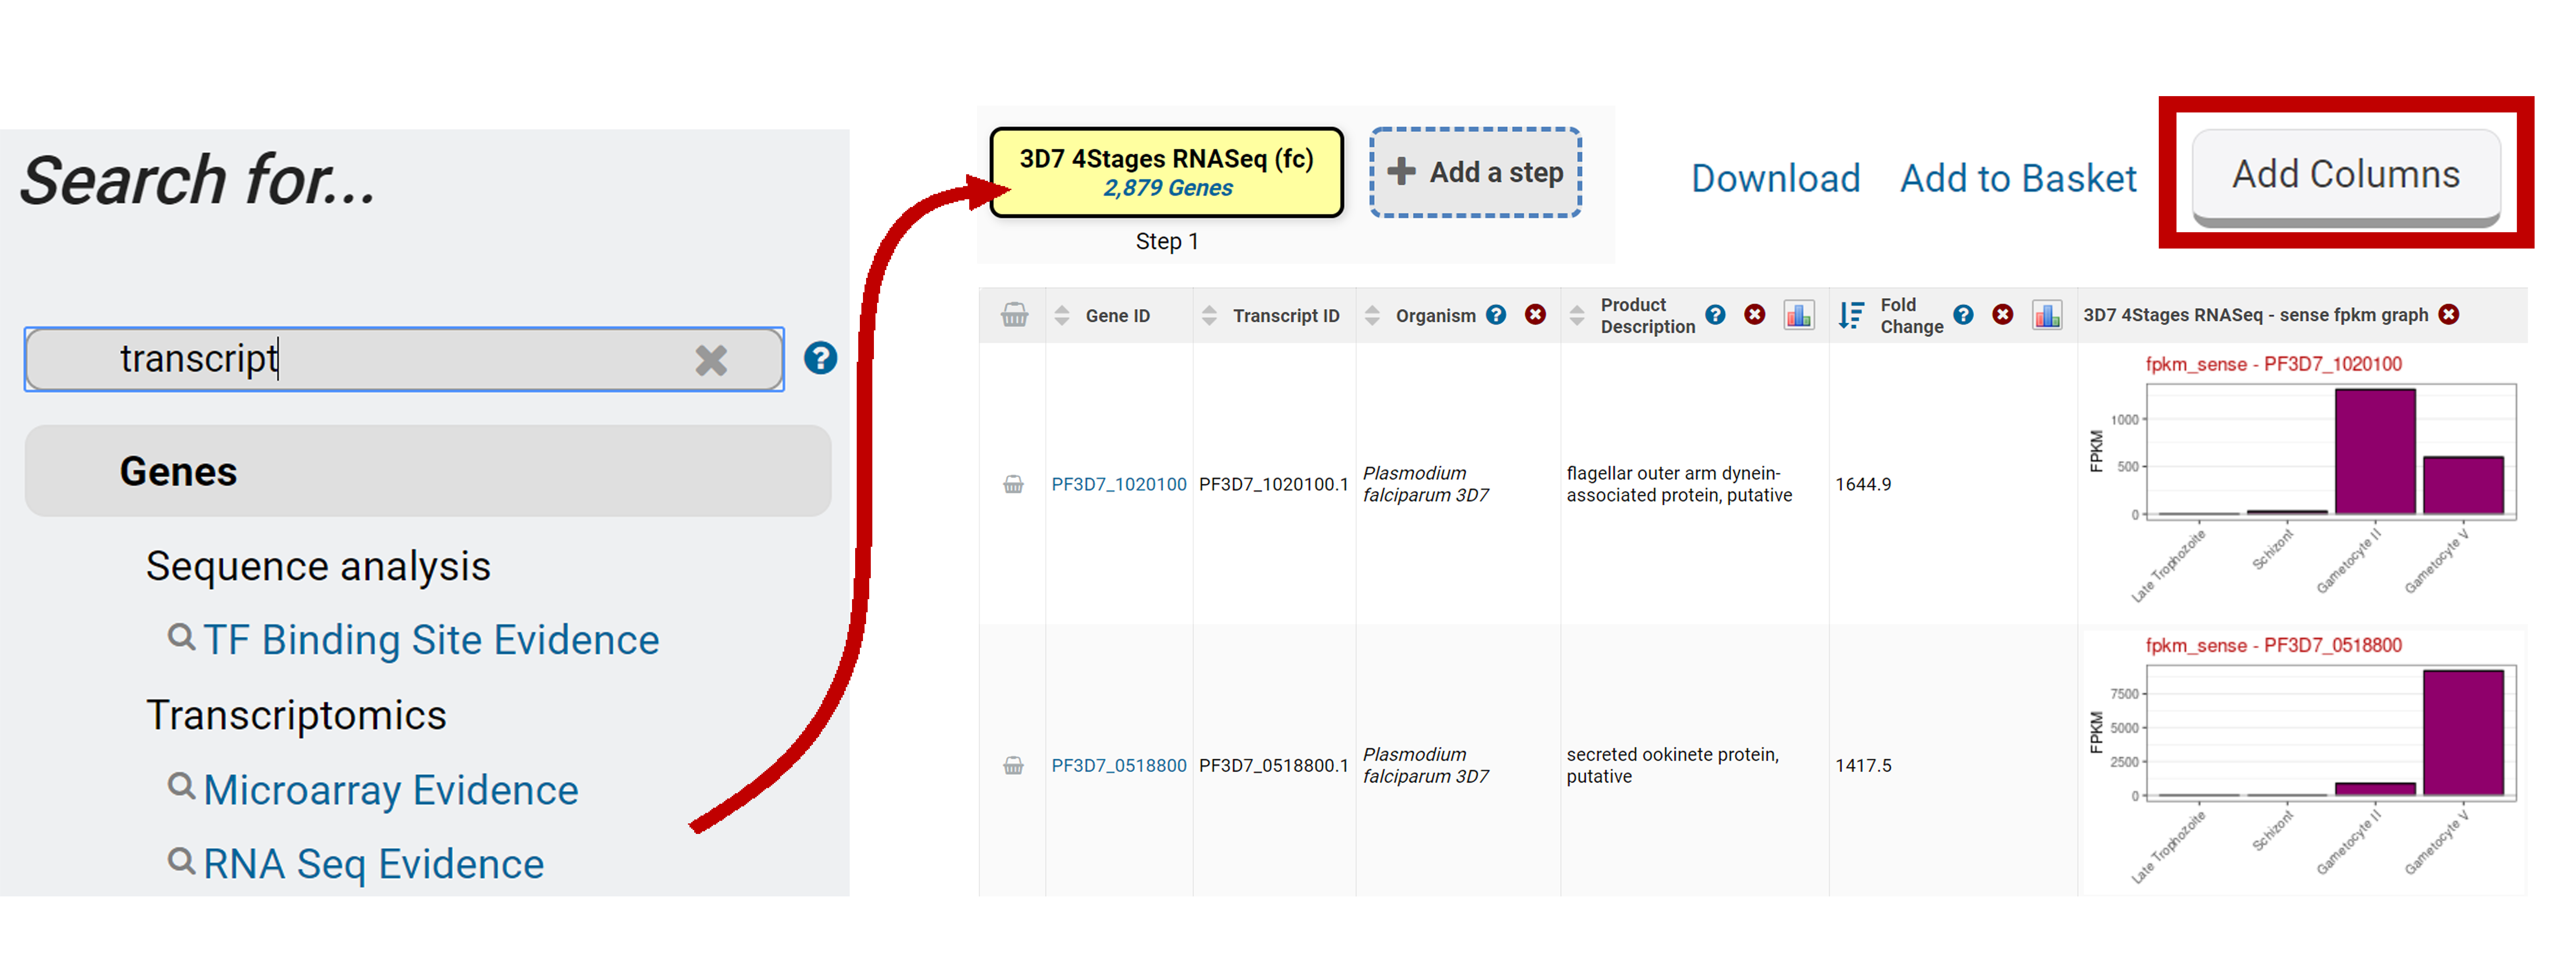 Search for...
transcript
?
Genes
Sequence analysis
TF Binding Site Evidence
Transcriptomics
Microarray Evidence
RNA Seq Evidence
3D7 4Stages RNASeq (fc)
2,879 Genes
Step 1
Add a step
Download
Add to Basket
Add Columns
Gene ID
Transcript ID
Organism ?
Product
Description ?
Fold
Change ?
3D7 4Stages RNASeq - sense fpkm graph
PF3D7_1020100
PF3D7_1020100.1
Plasmodium
falciparum 3D7
flagellar outer arm dynein-
associated protein, putative
1644.9
fpkm_sense - PF3D7_1020100
FPKM
1000
500
0
Late Trophozoite
Schizont
Gametocyte II
Gametocyte V
PF3D7_0518800
PF3D7_0518800.1
Plasmodium
falciparum 3D7
secreted ookinete protein,
putative
1417.5
fpkm_sense - PF3D7_0518800
FPKM
7500
5000
2500
0
Late Trophozoite
Schizont
Gametocyte II
Gametocyte V